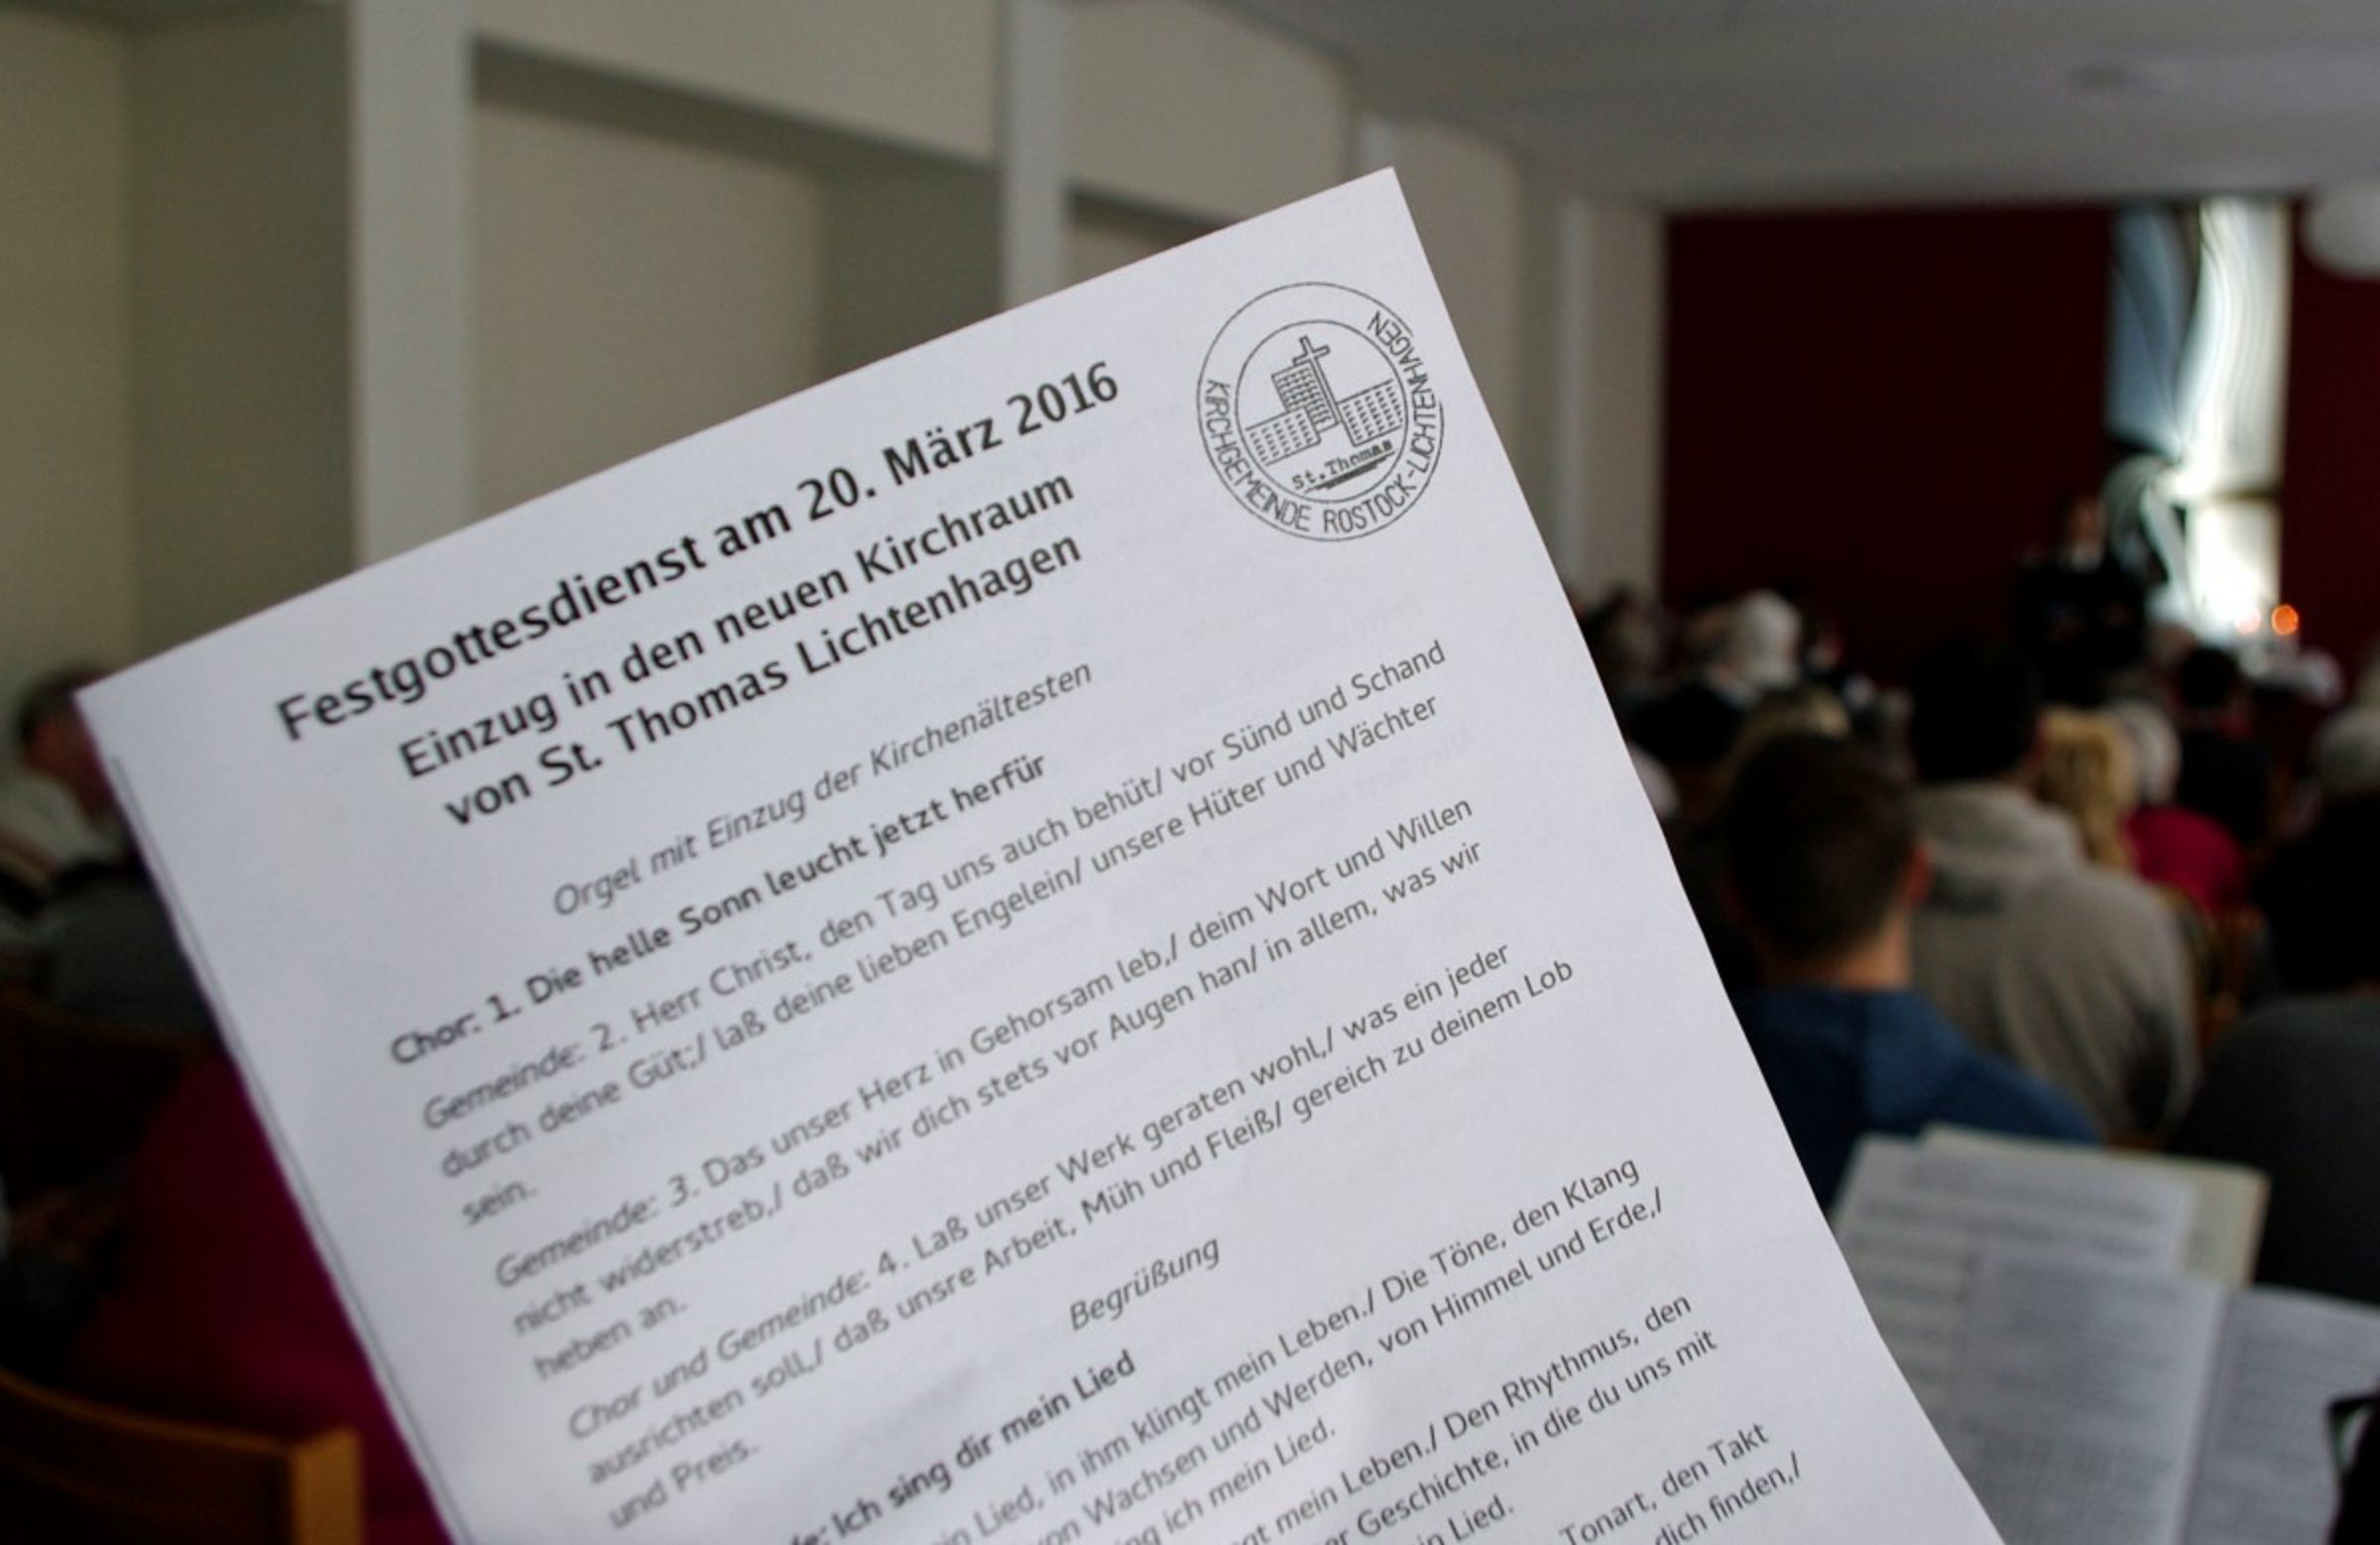 Festgottesdienst am 20. März 2016
Einzug in den neuen Kirchraum
von St. Thomas Lichtenhagen
KIRCHGEMEINDE ROSTOCK-LICHTENHAGEN
St. Thomas
Orgel mit Einzug der Kirchenältesten
Chor: 1. Die helle Sonn leucht jetzt herfür
Gemeinde: 2. Herr Christ, den Tag uns auch behüt/ vor Sünd und Schand
durch deine Güt;/ laß deine lieben Engelein/ unsere Hüter und Wächter
sein.
Gemeinde: 3. Das unser Herz in Gehorsam leb,/ deim Wort und Willen
nicht widerstreb,/ daß wir dich stets vor Augen han/ in allem, was wir
heben an.
Chor und Gemeinde: 4. Laß unser Werk geraten wohl,/ was ein jeder
ausrichten soll,/ daß unsre Arbeit, Müh und Fleiß/ gereich zu deinem Lob
und Preis.
Begrüßung
Ich sing dir mein Lied
Lied, in ihm klingt mein Leben./ Die Töne, den Klang
Wachsen und Werden, von Himmel und Erde,/
ich mein Lied.
mein Leben./ Den Rhythmus, den
Geschichte, in die du uns mit
Lied.
Tonart, den Takt
dich finden,/